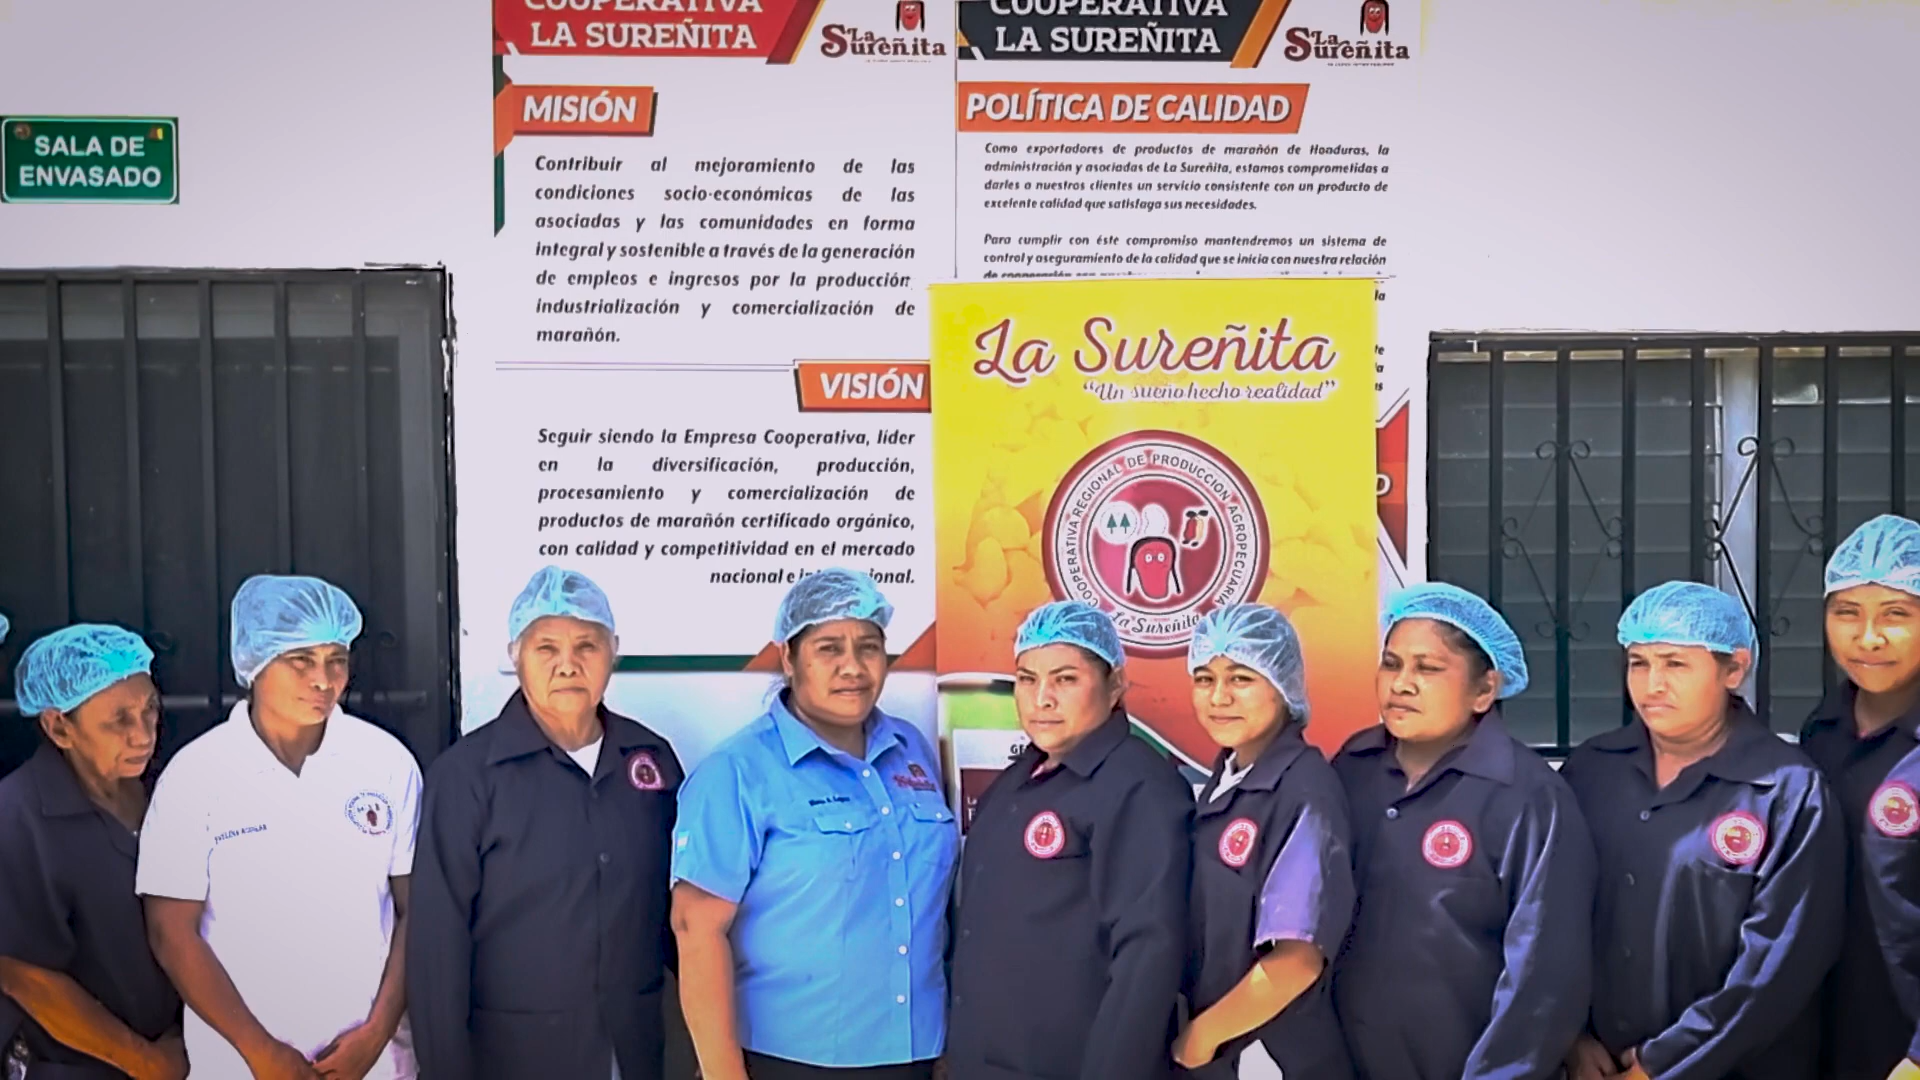 COOPERATIVA
LA SUREÑITA
La
Sureñita
COOPERATIVA
LA SUREÑITA
La
Sureñita
SALA DE
ENVASADO
MISIÓN
Contribuir al mejoramiento de las
condiciones socio-económicas de las
asociadas y las comunidades en forma
integral y sostenible a través de la generación
de empleos e ingresos por la producción
industrialización y comercialización de
marañón.
VISIÓN
Seguir siendo la Empresa Cooperativa, líder
en la diversificación, producción,
procesamiento y comercialización de
productos de marañón certificado orgánico,
con calidad y competitividad en el mercado
nacional e
POLÍTICA DE CALIDAD
Como exportadores de productos de marañón de Honduras, la
administración y asociadas de La Sureñita, estamos comprometidas a
darles a nuestros clientes un servicio consistente con un producto de
excelente calidad que satisfaga sus necesidades.
Para cumplir con éste compromiso mantendremos un sistema de
control y aseguramiento de la calidad que se inicia con nuestra relación
la
La Sureñita
"Un sueño hecho realidad"
COOPERATIVA REGIONAL DE PRODUCCION AGROPECUARIA
La Sureñita